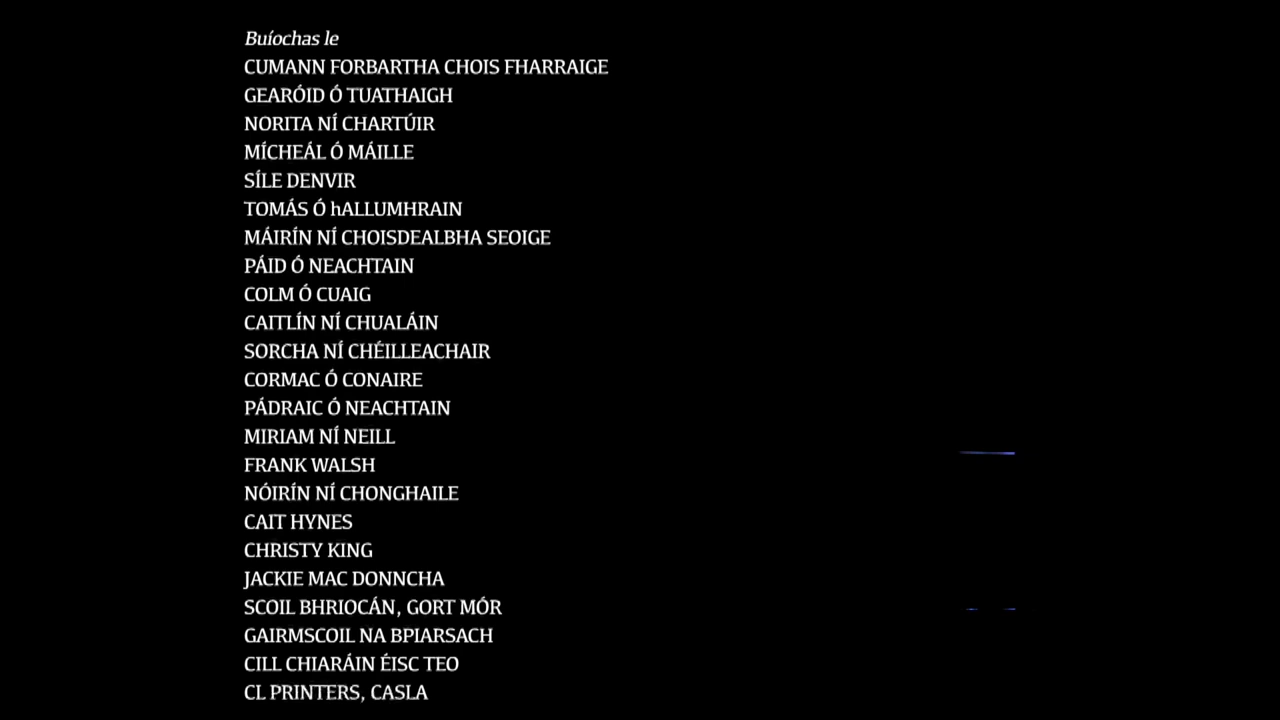 Buíochas le
CUMANN FORBARTHA CHOIS FHARRAIGE
GEARÓID Ó TUATHAIGH
NORITA NÍ CHARTÚIR
MÍCHEÁL Ó MÁILLE
SÍLE DENVIR
TOMÁS Ó hALLUMHRAIN
MÁIRÍN NÍ CHOISDEALBHA SEOIGE
PÁID Ó NEACHTAIN
COLM Ó CUAIG
CAITLÍN NÍ CHUALÁIN
SORCHA NÍ CHÉILLEACHAIR
CORMAC Ó CONAIRE
PÁDRAIC Ó NEACHTAIN
MIRIAM NÍ NEILL
FRANK WALSH
NÓIRÍN NÍ CHONGHAILE
CAIT HYNES
CHRISTY KING
JACKIE MAC DONNCHA
SCOIL BHRIOCÁN, GORT MÓR
GAIRMSCOIL NA BPIARSACH
CILL CHIARÁIN ÉISC TEO
CL PRINTERS, CASLA